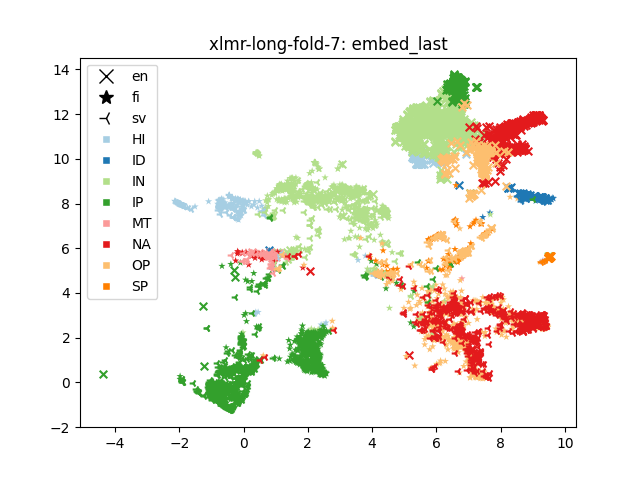 xlmr-long-fold-7: embed_last
en
fi
sv
HI
ID
IN
IP
MT
NA
OP
SP
14
12
10
8
6
4
2
0
−2
−4 −2 0 2 4 6 8 10